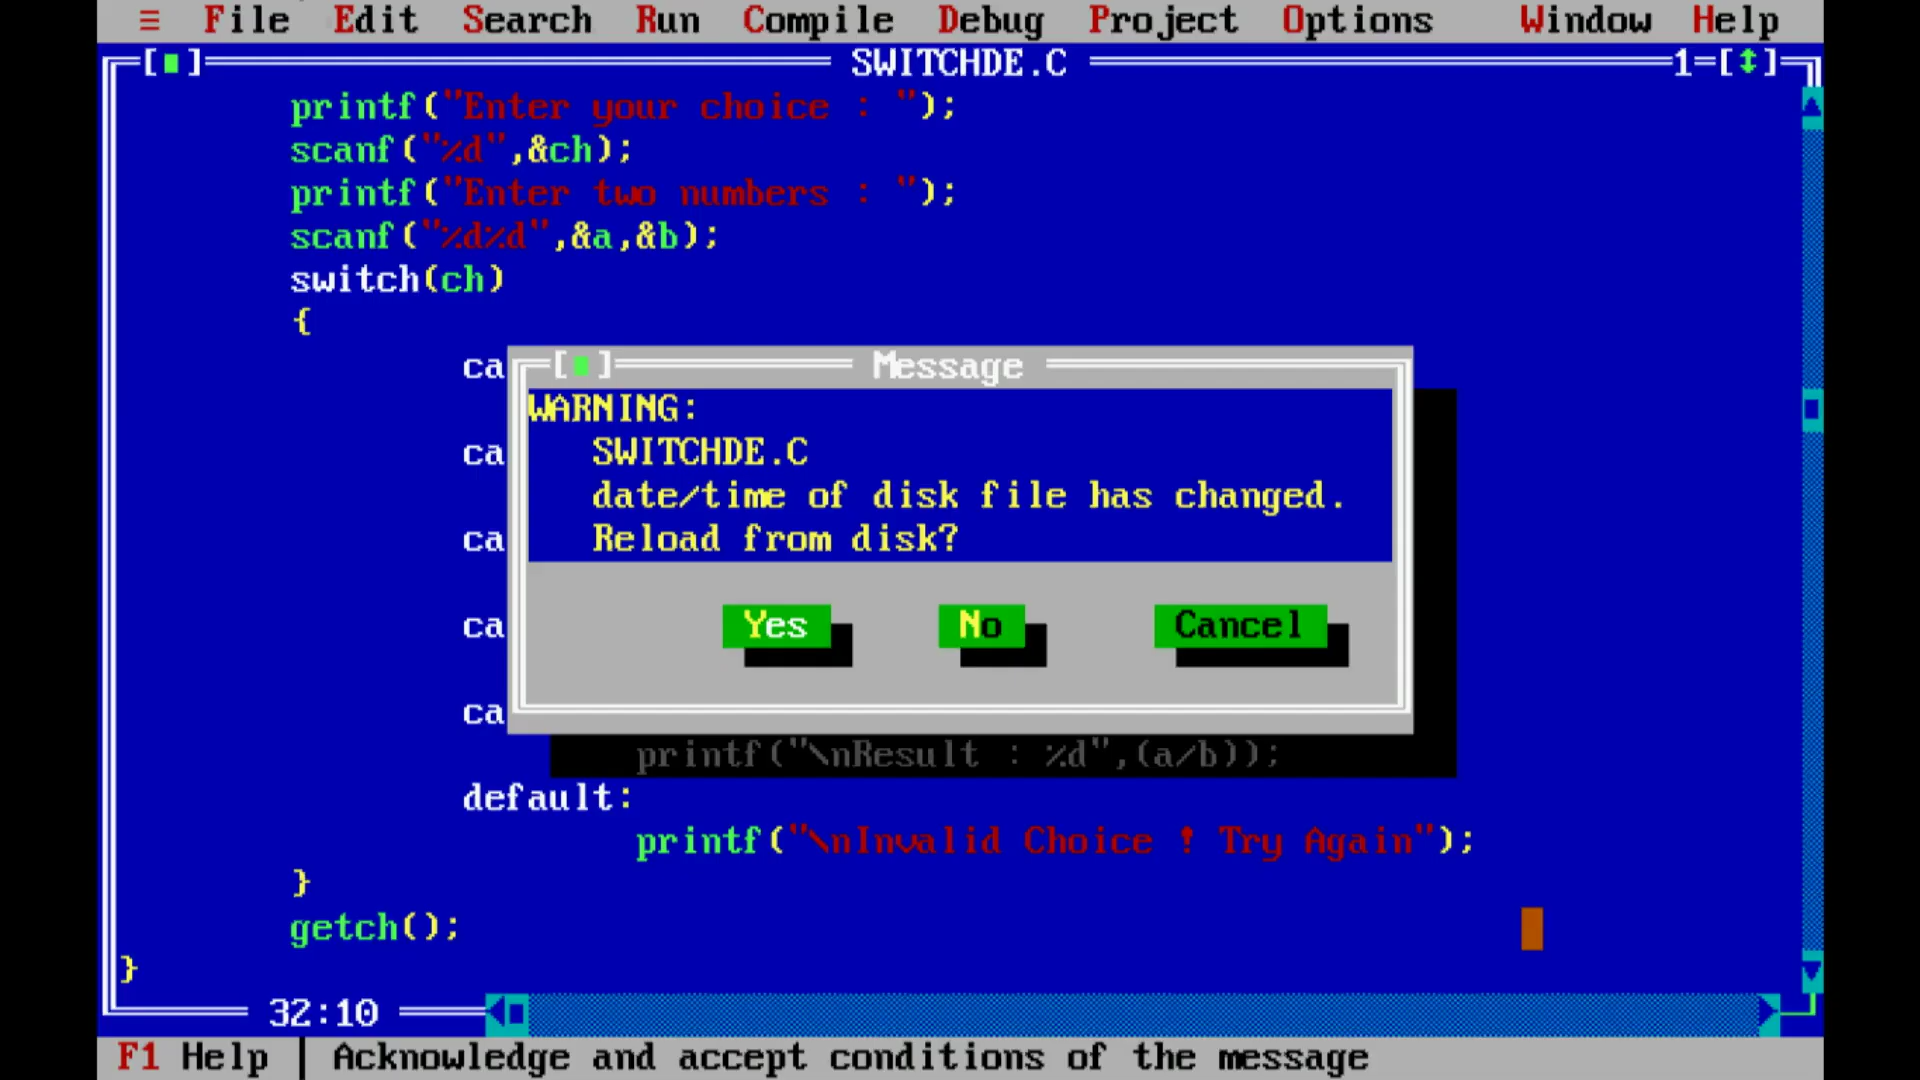 ≡ File Edit Search Run Compile Debug Project Options Window Help
[■] SWITCHDE.C 1=[↕]
printf("Enter your choice : ");
scanf("%d",&ch);
printf("Enter two numbers : ");
scanf("%d%d",&a,&b);
switch(ch)
{
ca
[■] Message
WARNING:
ca
SWITCHDE.C
date/time of disk file has changed.
ca
Reload from disk?
ca
Yes No Cancel
ca
printf("\nResult : %d",(a/b));
default:
printf("\nInvalid Choice ! Try Again");
}
getch();
}
32:10
F1 Help | Acknowledge and accept conditions of the message